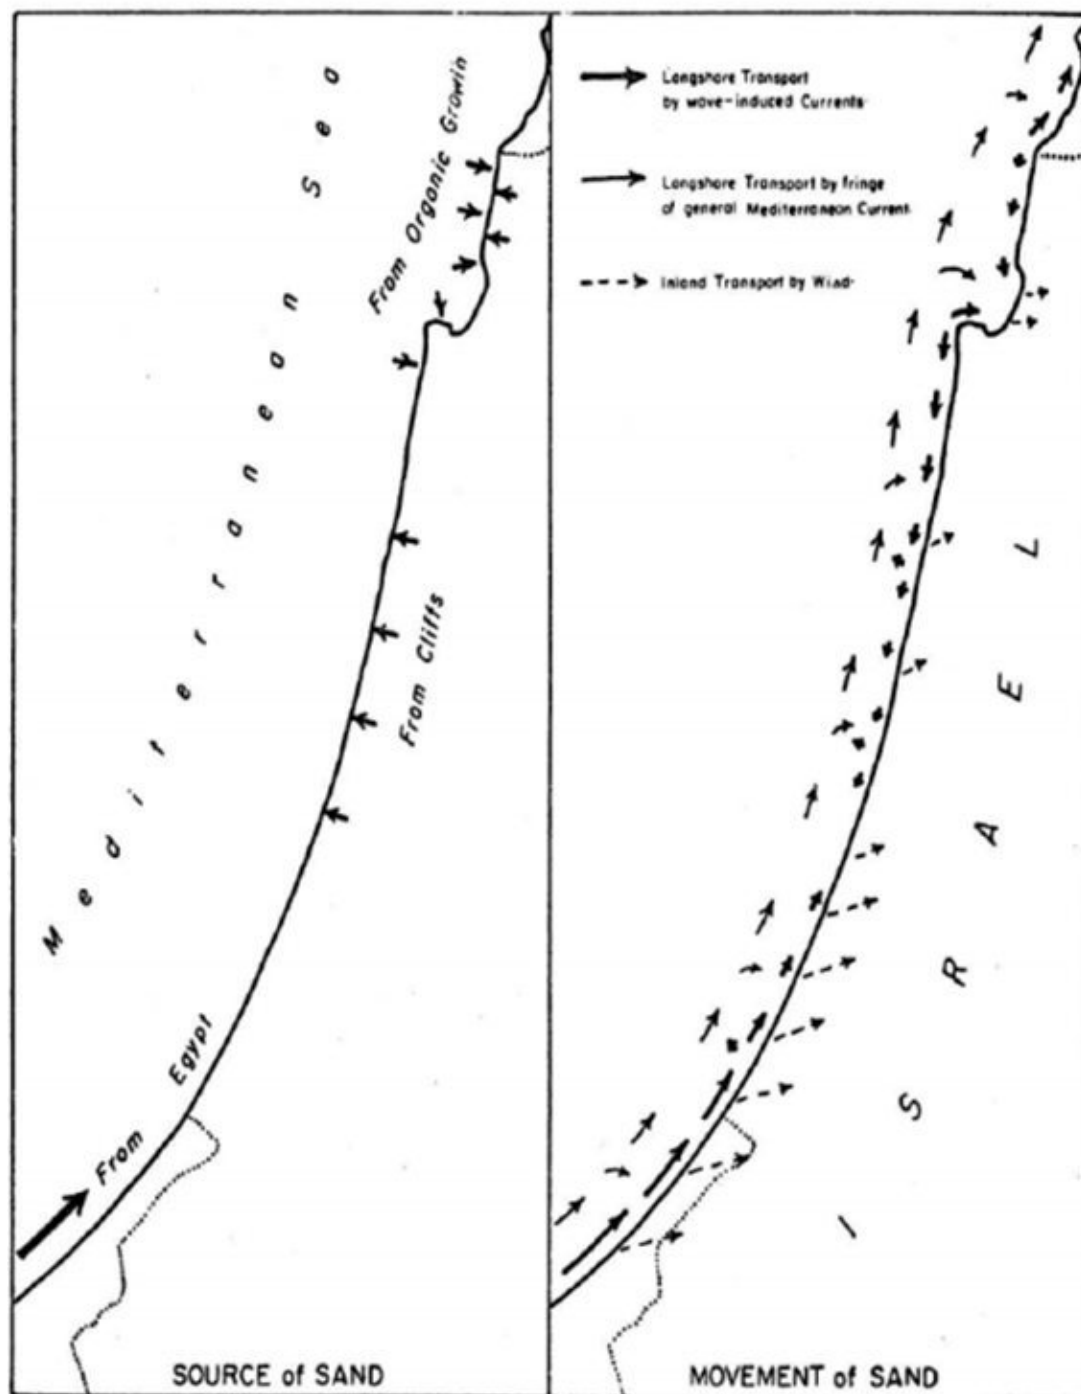 Mediterranean Sea
From Organic Growin
From Cliffs
From Egypt
SOURCE of SAND
Longshore Transport
by wave-induced Currents
Longshore Transport by fringe
of general Mediterranean Current
Inland Transport by Wind
ISRAEL
MOVEMENT of SAND